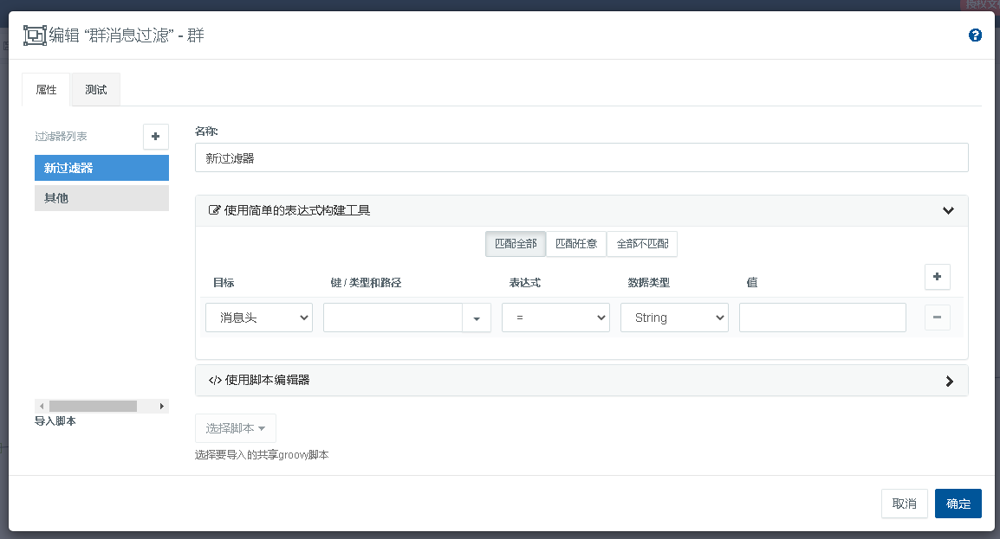 授权文
编辑 “群消息过滤” - 群
属性
测试
过滤器列表
新过滤器
其他
导入脚本
名称:
新过滤器
使用简单的表达式构建工具
匹配全部 匹配任意 全部不匹配
目标 键 / 类型和路径 表达式 数据类型 值
消息头 = String
</> 使用脚本编辑器
选择脚本
选择要导入的共享groovy脚本
取消 确定